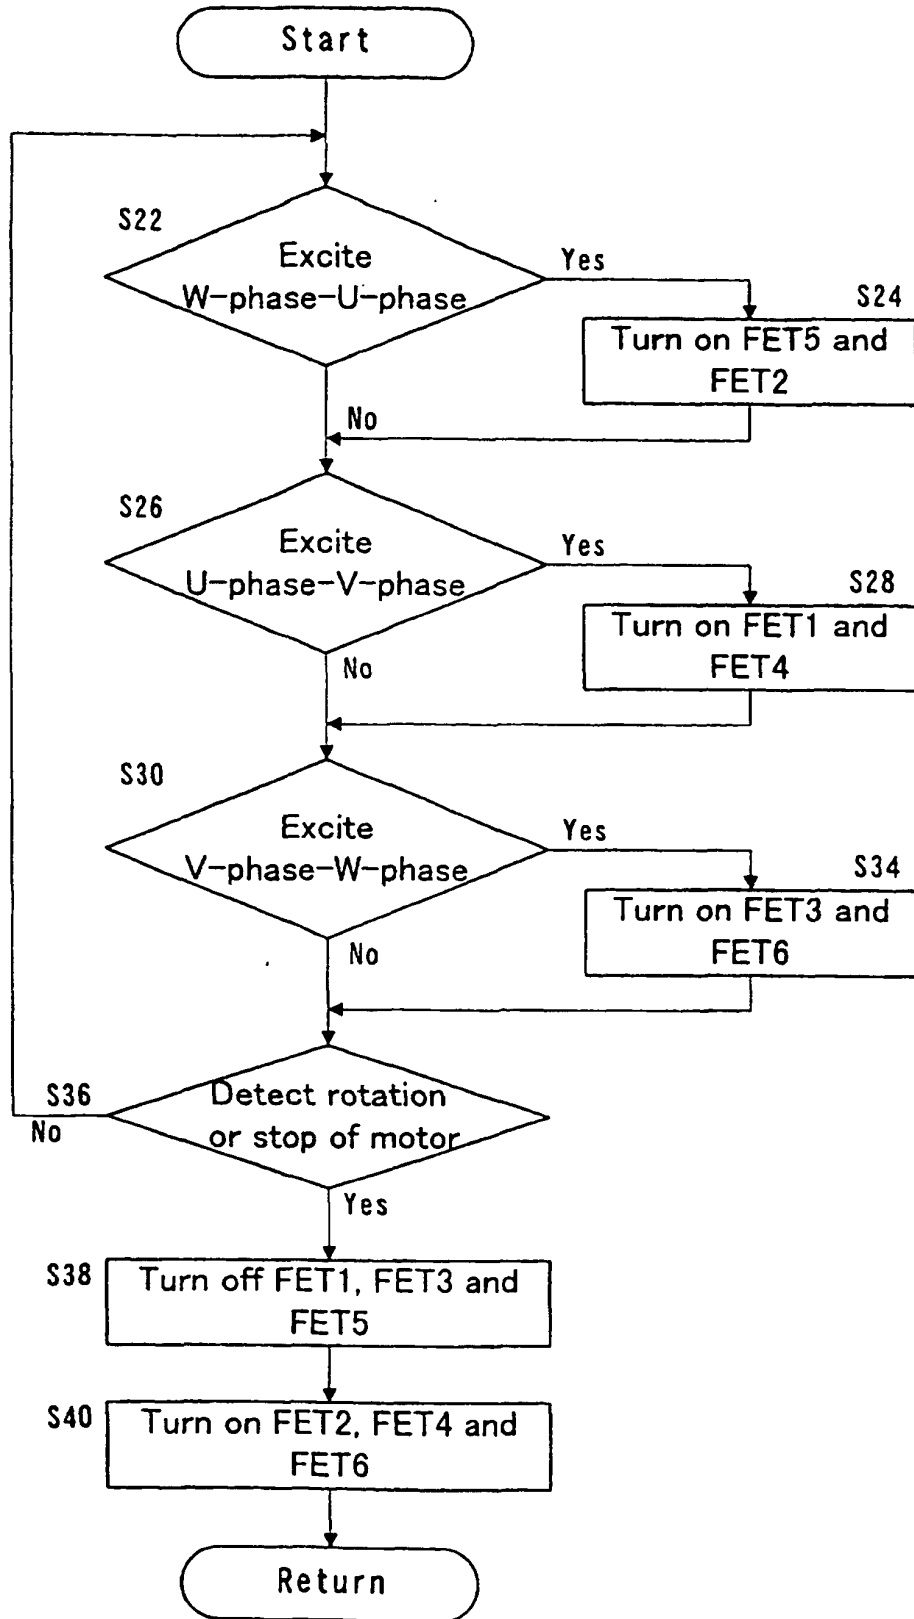 Start
S22
Excite
W-phase-U-phase
Yes
S24
Turn on FET5 and
FET2
No
S26
Excite
U-phase-V-phase
Yes
S28
Turn on FET1 and
FET4
No
S30
Excite
V-phase-W-phase
Yes
S34
Turn on FET3 and
FET6
No
S36
No
Detect rotation
or stop of motor
Yes
S38
Turn off FET1, FET3 and
FET5
S40
Turn on FET2, FET4 and
FET6
Return